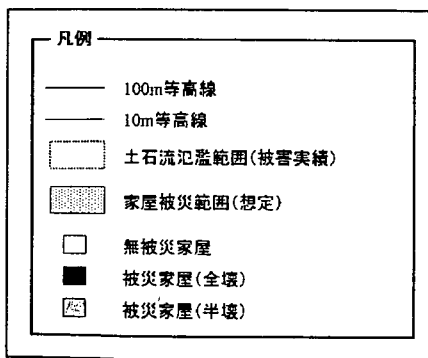 凡例
100m等高線
10m等高線
土石流氾濫範囲(被害実績)
家屋被災範囲(想定)
無被災家屋
被災家屋(全壊)
被災家屋(半壊)